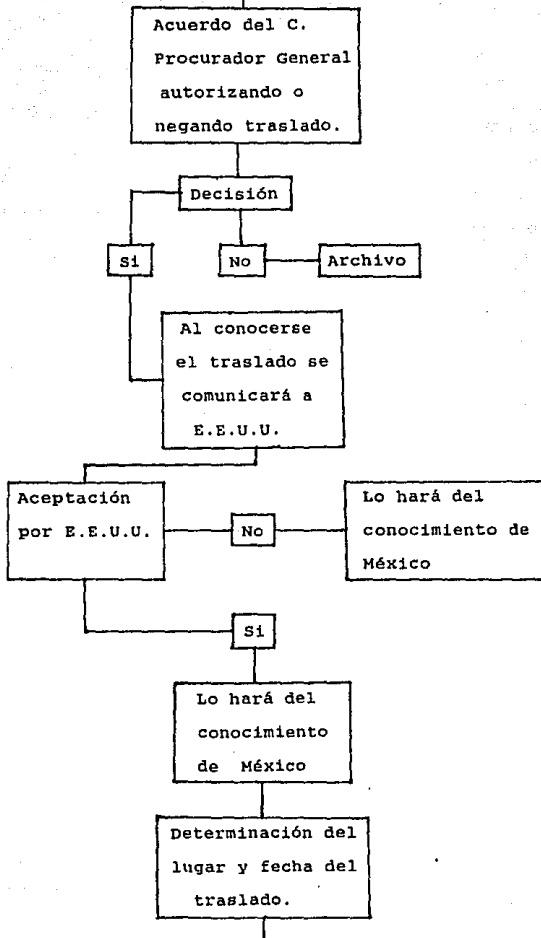 Acuerdo del C.
Procurador General
autorizando o
negando traslado.
Decisión
Si
No
Archivo
Al conocerse
el traslado se
comunicará a
E.E.U.U.
Aceptación
por E.E.U.U.
No
Lo hará del
conocimiento de
México
Si
Lo hará del
conocimiento
de México
Determinación del
lugar y fecha del
traslado.